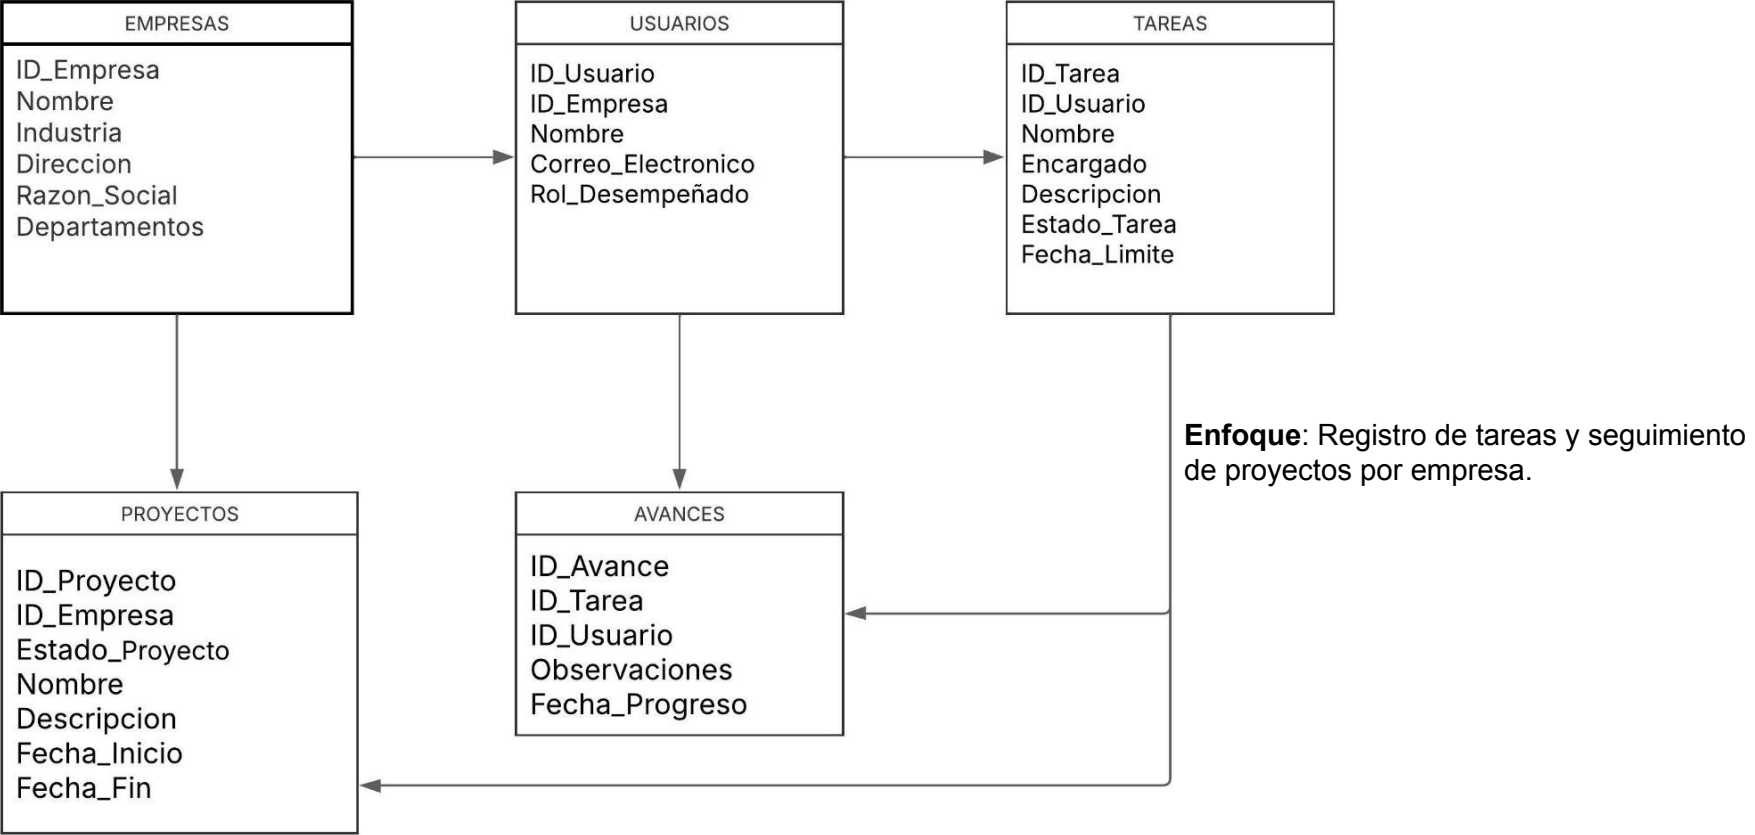 EMPRESAS
ID_Empresa
Nombre
Industria
Direccion
Razon_Social
Departamentos
USUARIOS
ID_Usuario
ID_Empresa
Nombre
Correo_Electronico
Rol_Desempeñado
TAREAS
ID_Tarea
ID_Usuario
Nombre
Encargado
Descripcion
Estado_Tarea
Fecha_Limite
Enfoque: Registro de tareas y seguimiento
de proyectos por empresa.
PROYECTOS
ID_Proyecto
ID_Empresa
Estado_Proyecto
Nombre
Descripcion
Fecha_Inicio
Fecha_Fin
AVANCES
ID_Avance
ID_Tarea
ID_Usuario
Observaciones
Fecha_Progreso